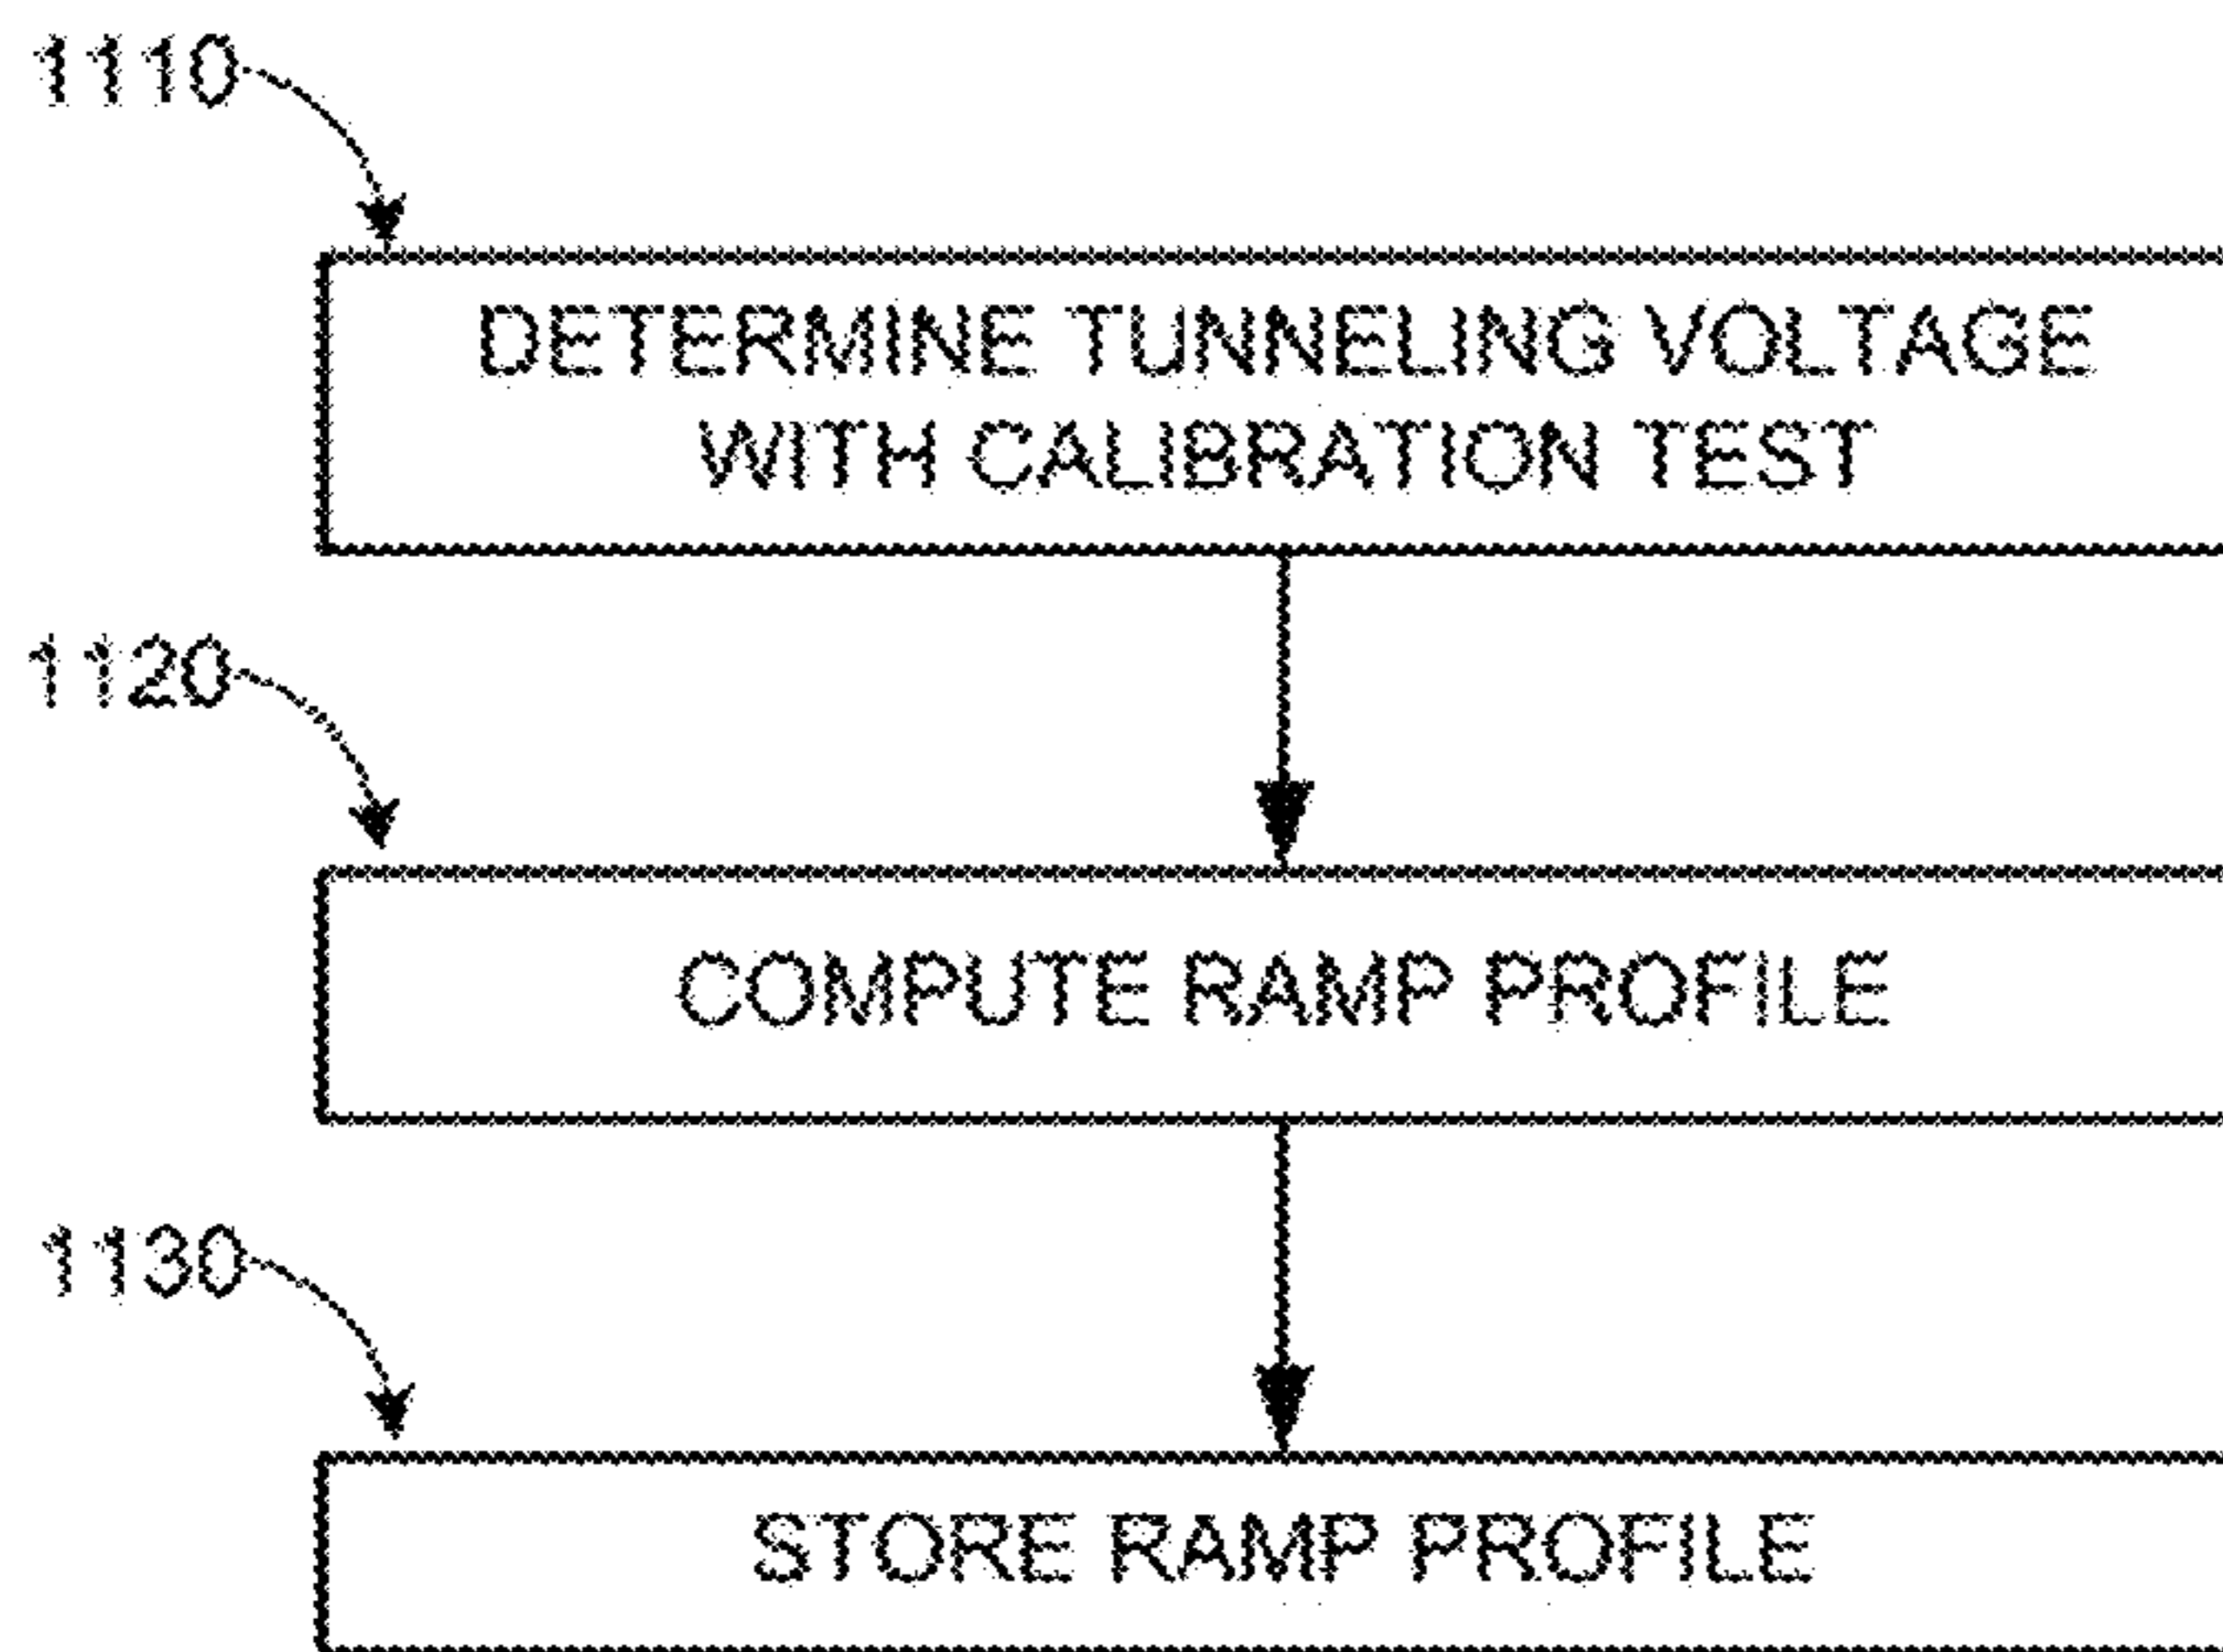 1110
DETERMINE TUNNELING VOLTAGE
WITH CALIBRATION TEST
1120
COMPUTE RAMP PROFILE
1130
STORE RAMP PROFILE